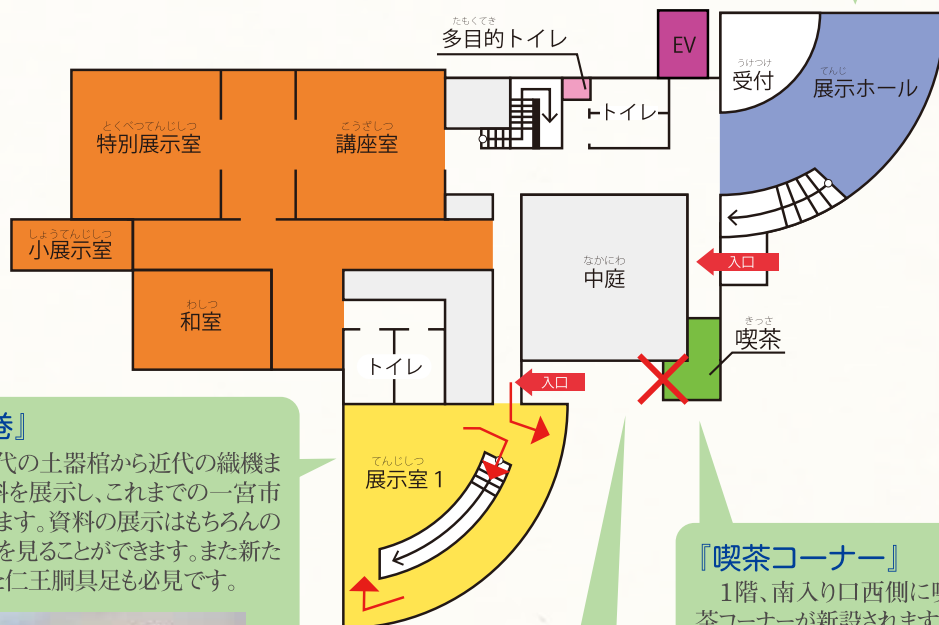 たもくてき
多目的トイレ
EV
うけつけ
受付
てんじ
展示ホール
とくべつてんじしつ
特別展示室
こうざしつ
講座室
トイレ
しょうてんじしつ
小展示室
なかにわ
中庭
入口
わしつ
和室
きっさ
喫茶
トイレ
入口
てんじしつ
展示室1
巻』
代の土器棺から近代の織機ま
料を展示し、これまでの一宮市
ます。資料の展示はもちろんの
を見ることができます。また新た
仁王胴具足も必見です。
『喫茶コーナー』
1階、南入り口西側に喫
茶コーナーが新設されます